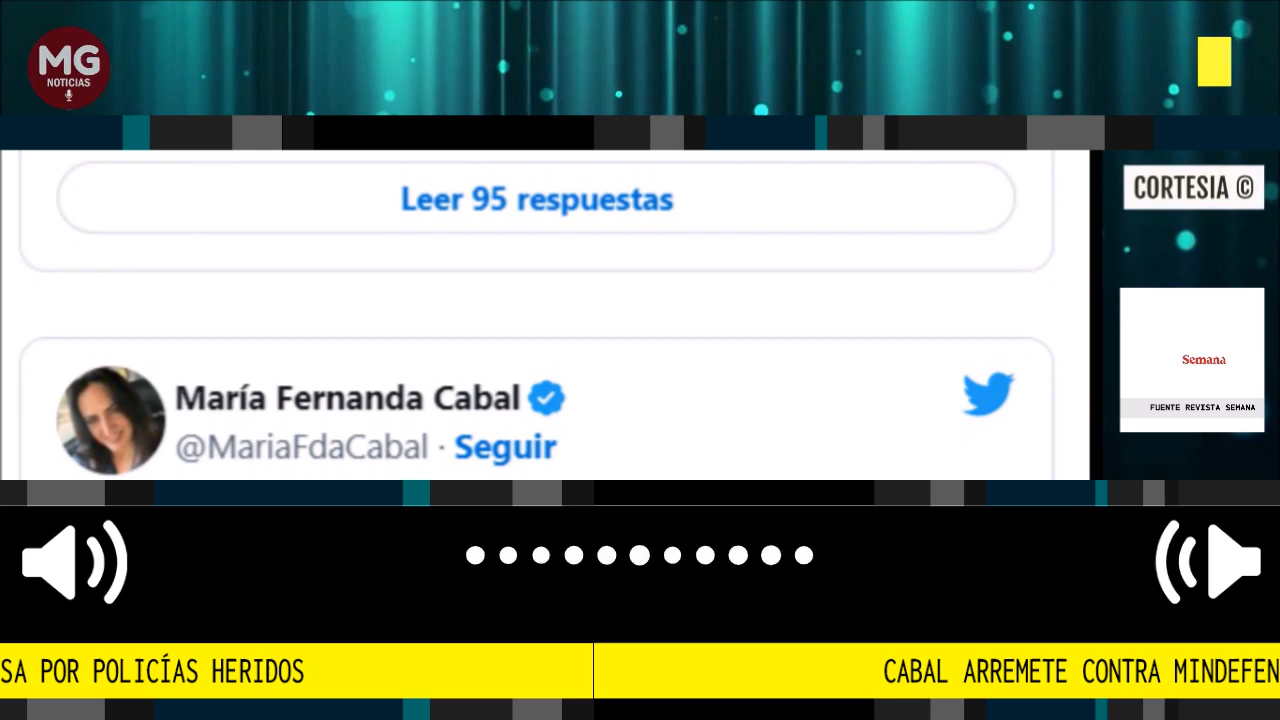 MG
NOTICIAS
Leer 95 respuestas
CORTESIA ©
Semana
FUENTE REVISTA SEMANA
María Fernanda Cabal
@MariaFdaCabal · Seguir
SA POR POLICÍAS HERIDOS
CABAL ARREMETE CONTRA MINDEFEN